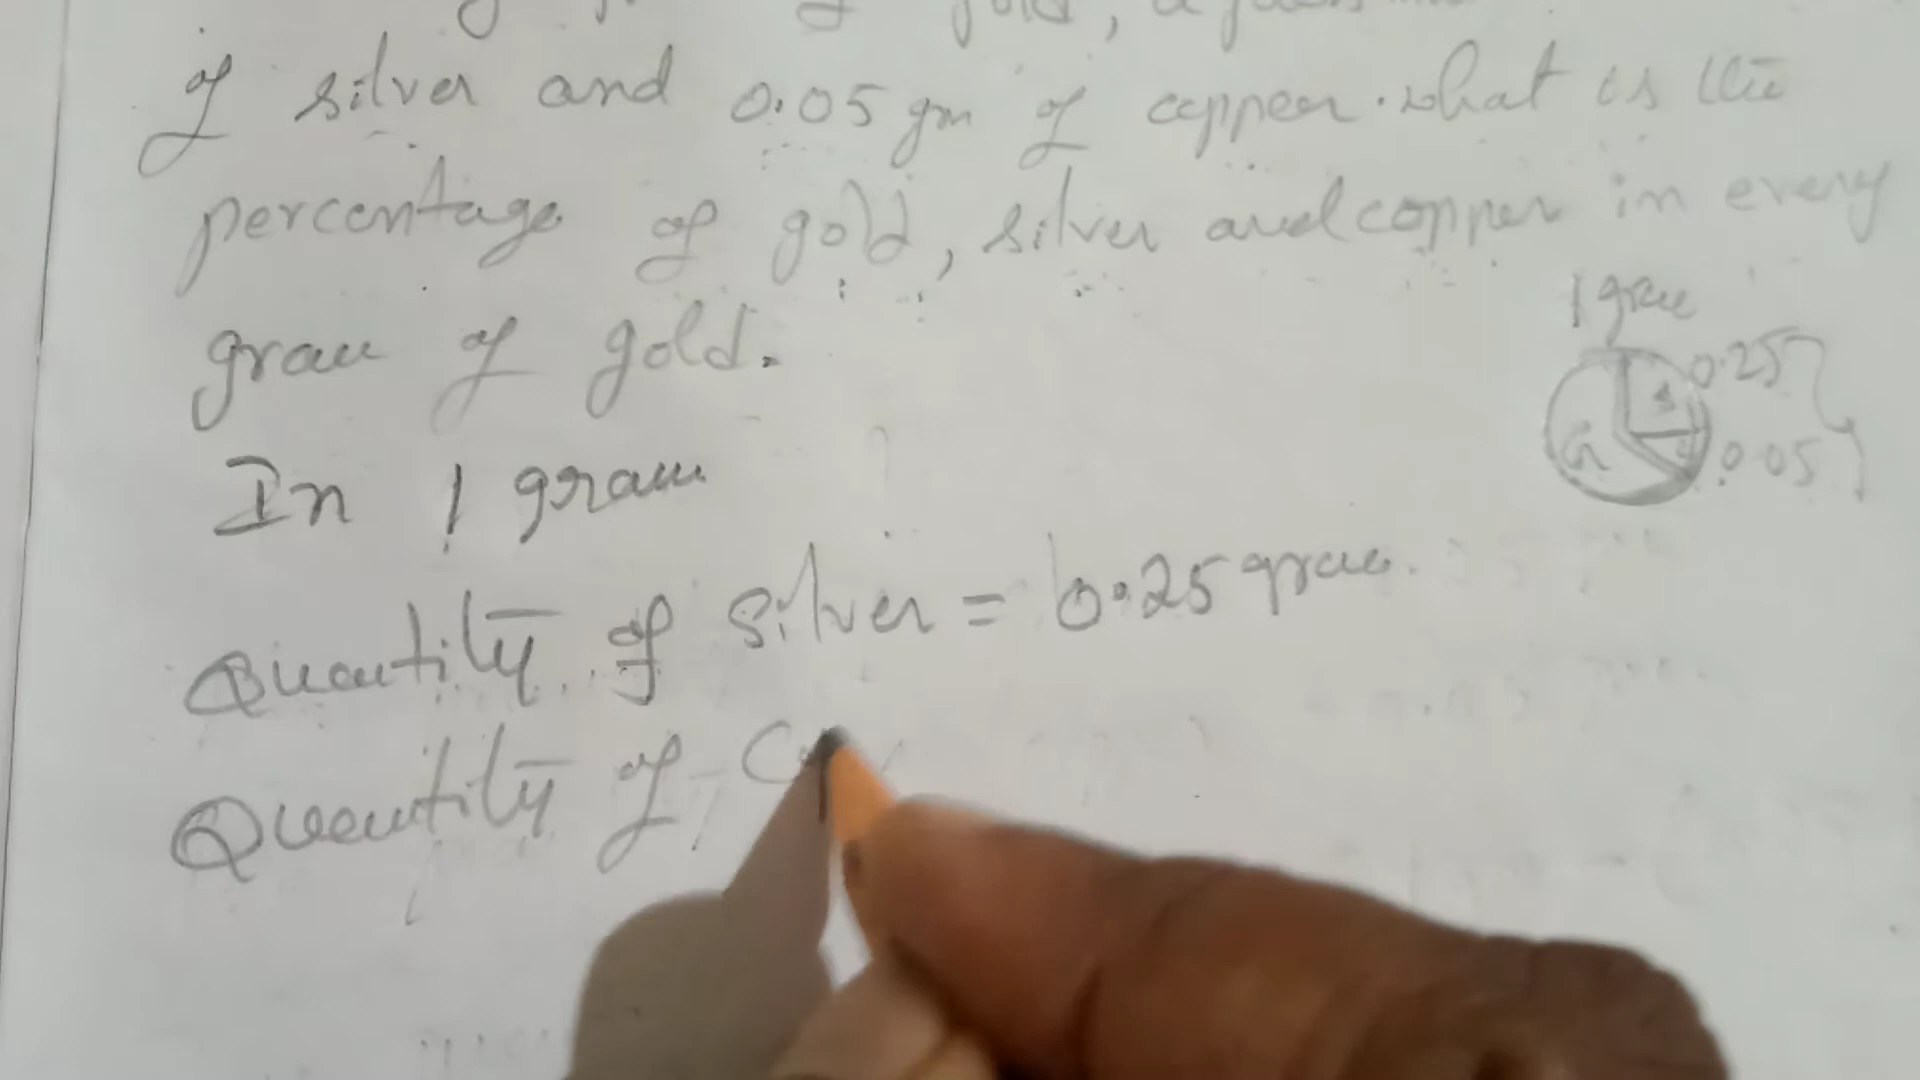 gold, a
of silver and 0.05 gm of copper. what is the
percentage of gold, silver and copper in every
gram of gold.
1 gram
0.25
S
G
C
0.05
In 1 gram
Quantity of silver = 0.25 gram.
Quantity of Cop